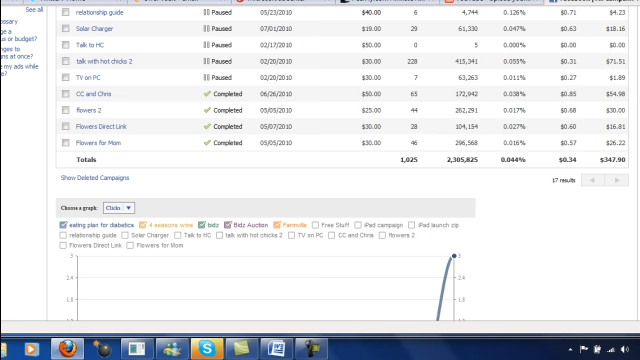 See all
relationship guide Paused 05/23/2010 $40.00 6 4,744 0.126% $0.71 $4.23
Solar Charger Paused 07/01/2010 $19.00 29 61,330 0.047% $0.63 $18.16
Talk to HC Paused 02/17/2010 $50.00 0 5 0.000% $0.00 $0.00
talk with hot chicks 2 Paused 02/20/2010 $30.00 228 415,341 0.055% $0.31 $71.51
TV on PC Paused 02/20/2010 $30.00 7 63,263 0.011% $0.27 $1.89
CC and Chris Completed 06/26/2010 $50.00 65 172,942 0.038% $0.85 $54.98
flowers 2 Completed 05/05/2010 $25.00 44 262,291 0.017% $0.68 $30.00
Flowers Direct Link Completed 05/07/2010 $30.00 28 104,154 0.027% $0.60 $16.81
Flowers for Mom Completed 05/05/2010 $30.00 46 296,568 0.016% $0.57 $26.22
Totals 1,025 2,305,825 0.044% $0.34 $347.90
Show Deleted Campaigns
17 results
Choose a graph: Clicks
eating plan for diabetics 4 seasons wine bidz Bidz Auction Farmville Free Stuff iPad campaign iPad launch zip
relationship guide Solar Charger Talk to HC talk with hot chicks 2 TV on PC CC and Chris flowers 2
Flowers Direct Link Flowers for Mom
3 3
2.4 2.4
1.8 1.8